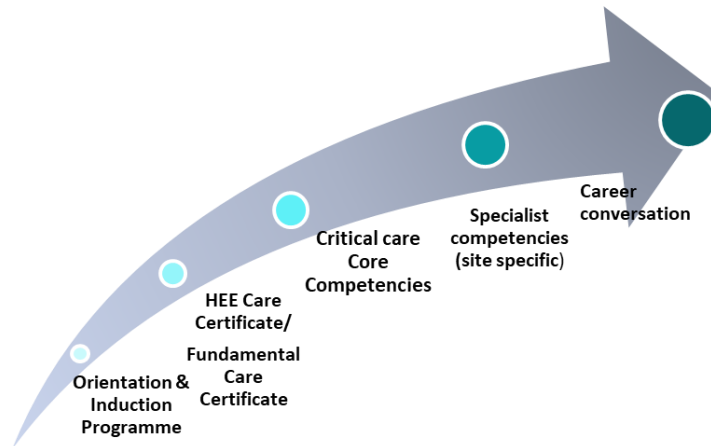 Orientation &
Induction
Programme
HEE Care
Certificate/
Fundamental
Care
Certificate
Critical care
Core
Competencies
Specialist
competencies
(site specific)
Career
conversation